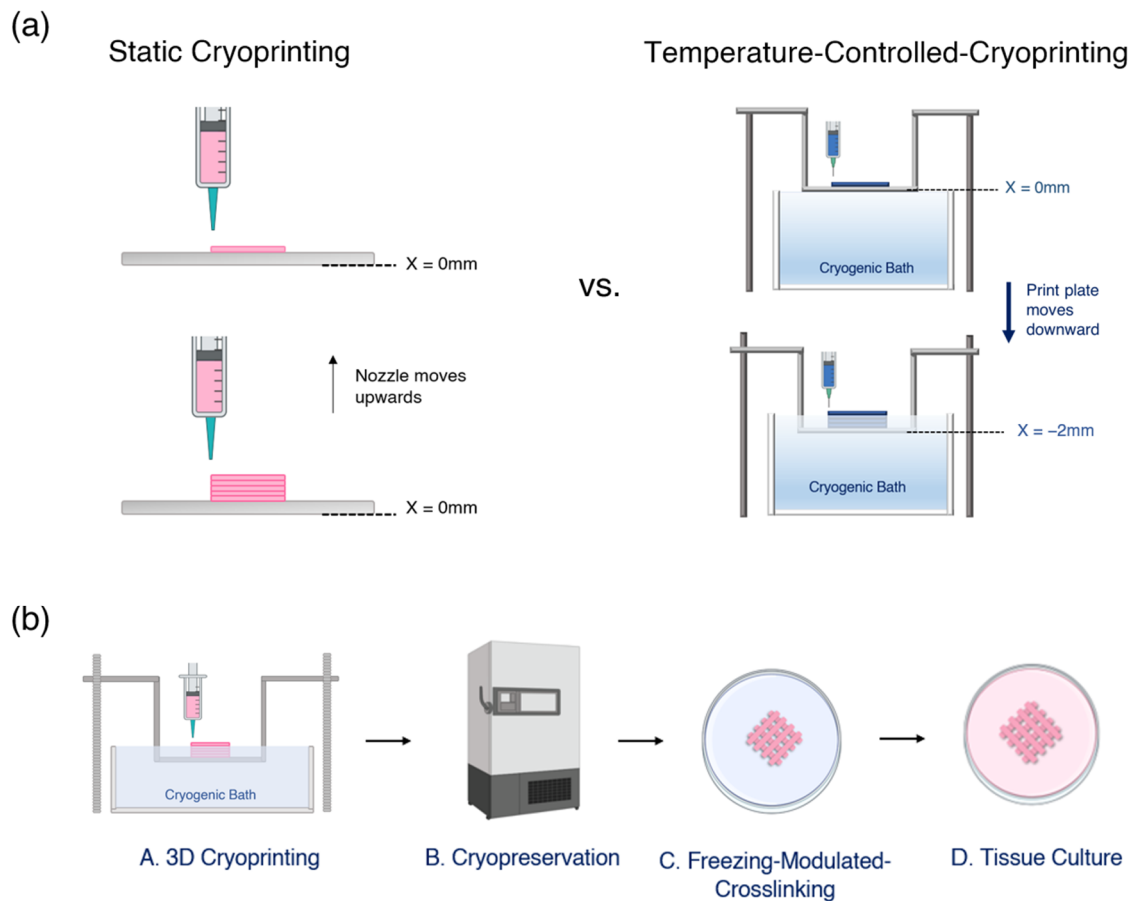 (a)
Static Cryoprinting
Temperature-Controlled-Cryoprinting
X = 0mm
Nozzle moves
upwards
X = 0mm
vs.
Cryogenic Bath
X = 0mm
Print plate
moves
downward
X = −2mm
Cryogenic Bath
(b)
Cryogenic Bath
A. 3D Cryoprinting
B. Cryopreservation
C. Freezing-Modulated-
Crosslinking
D. Tissue Culture